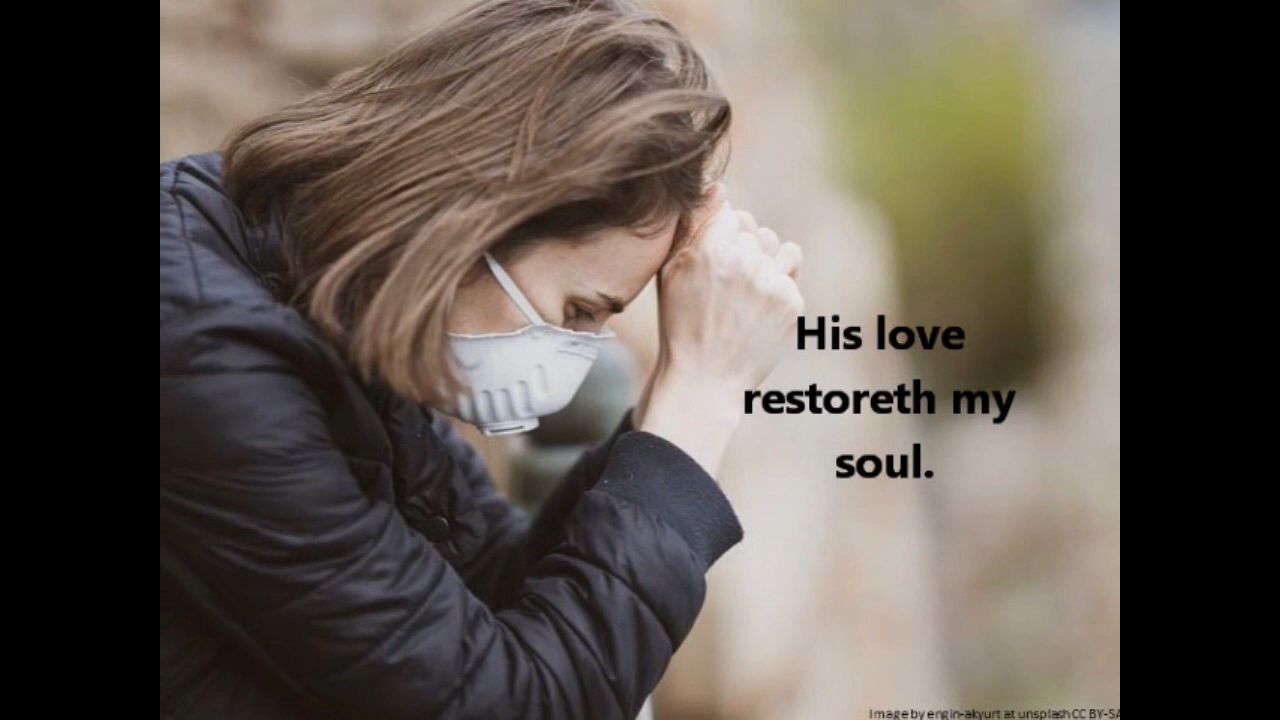 His love
restoreth my
soul.
Image by engin-akyurt at unsplash CC BY-SA